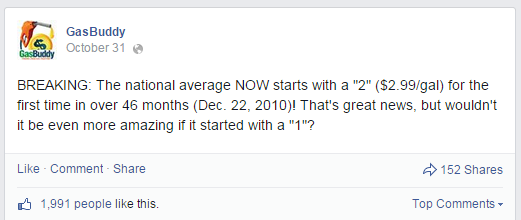 GasBuddy
October 31
GasBuddy
BREAKING: The national average NOW starts with a "2" ($2.99/gal) for the
first time in over 46 months (Dec. 22, 2010)! That's great news, but wouldn't
it be even more amazing if it started with a "1"?
Like · Comment · Share
152 Shares
1,991 people like this.
Top Comments